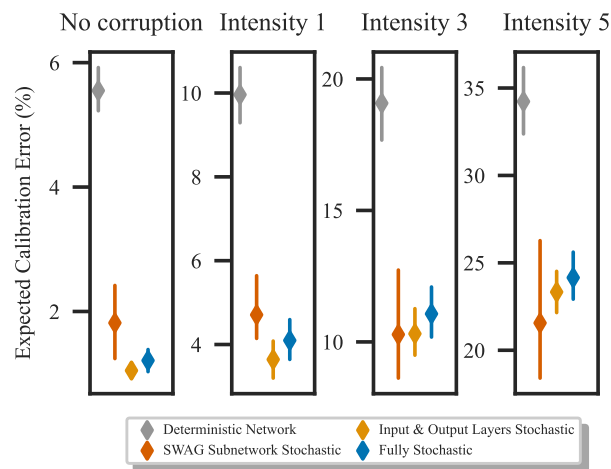 No corruption
Intensity 1
Intensity 3
Intensity 5
Expected Calibration Error (%)
6
4
2
10
8
6
4
20
15
10
35
30
25
20
Deterministic Network
SWAG Subnetwork Stochastic
Input & Output Layers Stochastic
Fully Stochastic